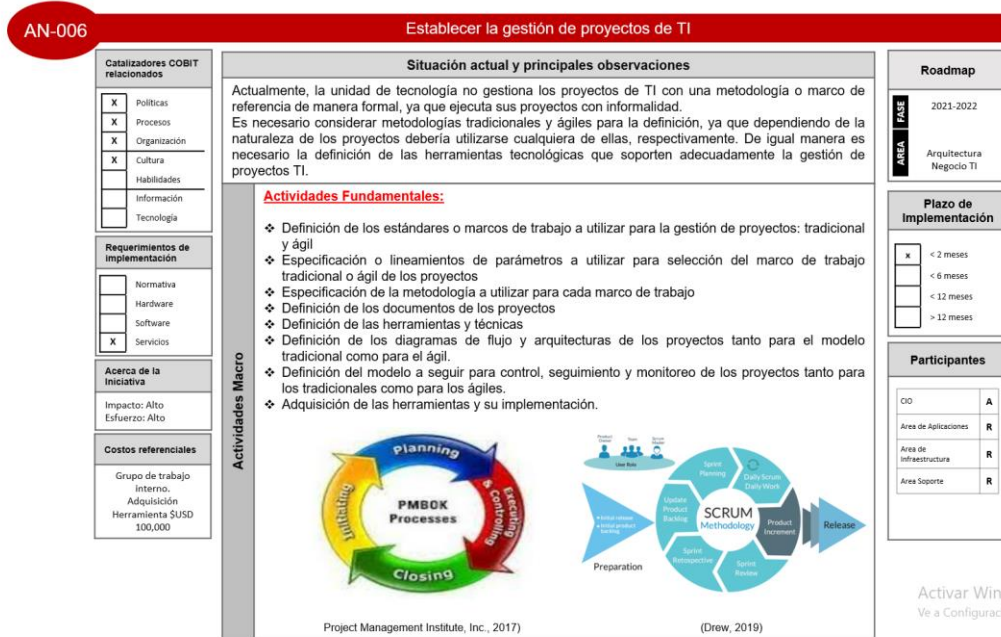 AN-006
Establecer la gestión de proyectos de TI
Catalizadores COBIT
relacionados
X Políticas
X Procesos
X Organización
X Cultura
Habilidades
Información
Tecnología
Requerimientos de
implementación
Normativa
Hardware
Software
X Servicios
Acerca de la
Iniciativa
Impacto: Alto
Esfuerzo: Alto
Costos referenciales
Grupo de trabajo
interno.
Adquisición
Herramienta $USD
100,000
Situación actual y principales observaciones
Actualmente, la unidad de tecnología no gestiona los proyectos de TI con una metodología o marco de
referencia de manera formal, ya que ejecuta sus proyectos con informalidad.
Es necesario considerar metodologías tradicionales y ágiles para la definición, ya que dependiendo de la
naturaleza de los proyectos debería utilizarse cualquiera de ellas, respectivamente. De igual manera es
necesario la definición de las herramientas tecnológicas que soporten adecuadamente la gestión de
proyectos TI.
Actividades Macro
Actividades Fundamentales:
❖ Definición de los estándares o marcos de trabajo a utilizar para la gestión de proyectos: tradicional
y ágil
❖ Especificación o lineamientos de parámetros a utilizar para selección del marco de trabajo
tradicional o ágil de los proyectos
❖ Especificación de la metodología a utilizar para cada marco de trabajo
❖ Definición de los documentos de los proyectos
❖ Definición de las herramientas y técnicas
❖ Definición de los diagramas de flujo y arquitecturas de los proyectos tanto para el modelo
tradicional como para el ágil.
❖ Definición del modelo a seguir para control, seguimiento y monitoreo de los proyectos tanto para
los tradicionales como para los ágiles.
❖ Adquisición de las herramientas y su implementación.
Planning
Executing
& Controlling
Closing
Initiating
PMBOK
Processes
Project Management Institute, Inc., 2017)
Product
Owner
Team
Scrum
Master
User Roles
• Initial release
• Initial product
backlog
Preparation
Sprint
Planning
Daily Scrum
Daily Work
Product
Increment
Sprint
Review
Sprint
Retrospective
Update
Product
Backlog
SCRUM
Methodology
Release
(Drew, 2019)
Roadmap
FASE
2021-2022
AREA
Arquitectura
Negocio TI
Plazo de
Implementación
x < 2 meses
< 6 meses
< 12 meses
> 12 meses
Participantes
CIO A
Area de Aplicaciones R
Area de
Infraestructura R
Area Soporte R
Activar Win
Ve a Configurac